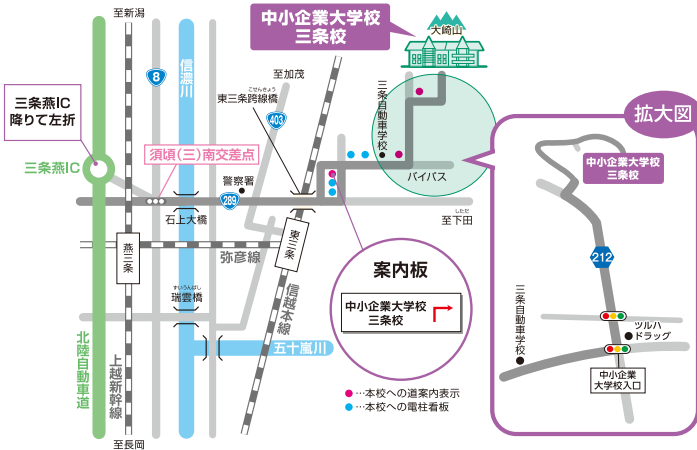 至新潟
中小企業大学校
三条校
大崎山
8
信濃川
至加茂
こせんきょう
東三条跨線橋
403
三条自動車学校
拡大図
三条燕IC
降りて左折
三条燕IC
須頃(三)南交差点
中小企業大学校
三条校
警察署
289
バイパス
石上大橋
しただ
至下田
燕三条
弥彦線
東三条
212
案内板
ずいうんばし
瑞雲橋
信越本線
中小企業大学校
三条校
三条自動車学校
ツルハ
ドラッグ
北陸自動車道
上越新幹線
五十嵐川
中小企業
大学校入口
…本校への道案内表示
…本校への電柱看板
至長岡